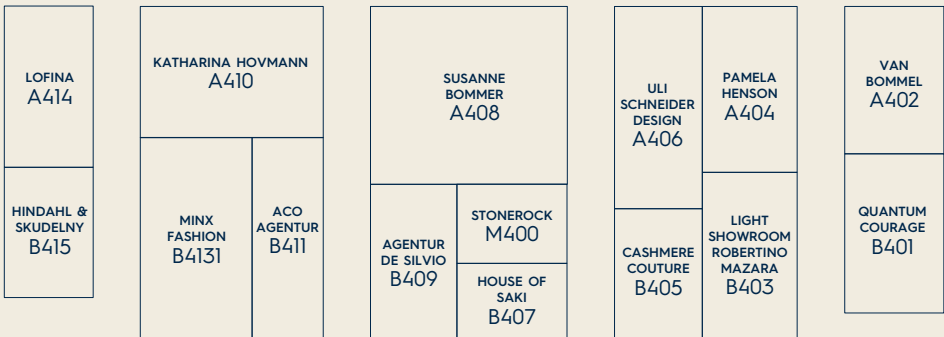 LOFINA
A414
HINDAHL &
SKUDELNY
B415
KATHARINA HOVMANN
A410
MINX
FASHION
B4131
ACO
AGENTUR
B411
SUSANNE
BOMMER
A408
AGENTUR
DE SILVIO
B409
STONEROCK
M400
HOUSE OF
SAKI
B407
ULI
SCHNEIDER
DESIGN
A406
PAMELA
HENSON
A404
CASHMERE
COUTURE
B405
LIGHT
SHOWROOM
ROBERTINO
MAZARA
B403
VAN
BOMMEL
A402
QUANTUM
COURAGE
B401